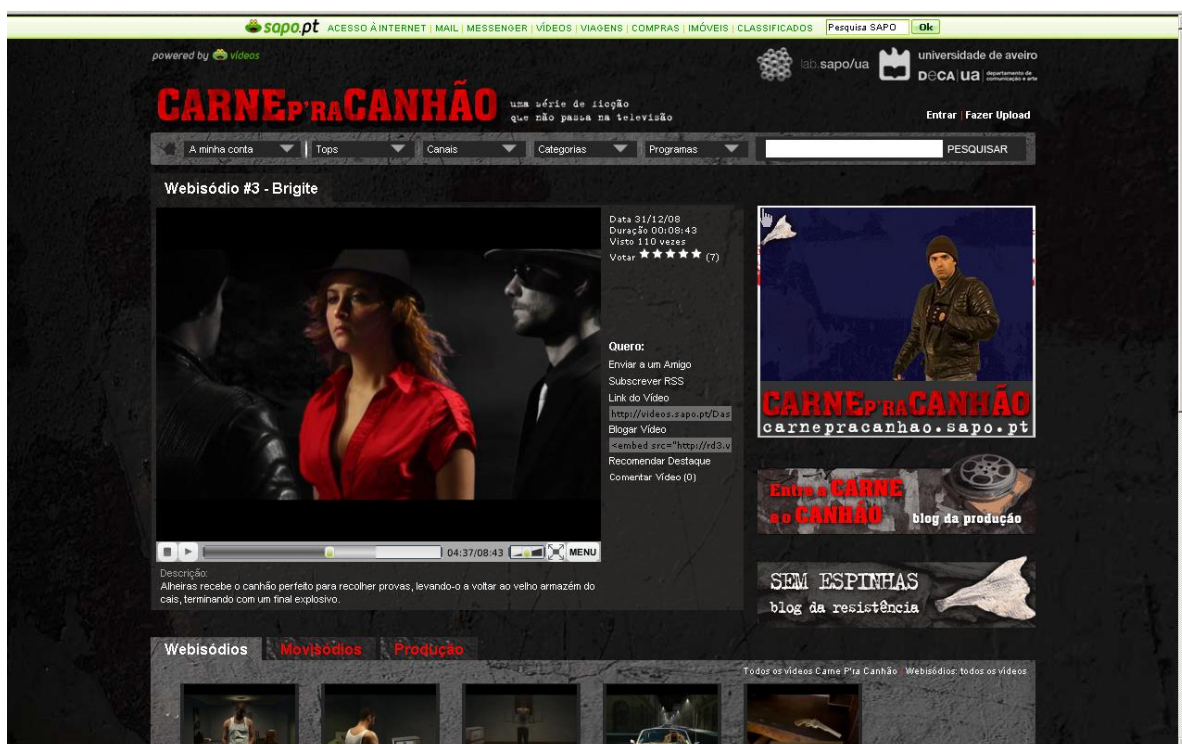 sapo.pt ACESSO À INTERNET | MAIL | MESSENGER | VÍDEOS | VIAGENS | COMPRAS | IMÓVEIS | CLASSIFICADOS Pesquisa SAPO Ok
powered by vídeos
lab.sapo/ua
universidade de aveiro
DeCA|ua departamento de comunicação e arte
CARNE P'RA CANHÃO
uma série de ficção
que não passa na televisão
Entrar | Fazer Upload
A minha conta Tops Canais Categorias Programas PESQUISAR
Webisódio #3 - Brigite
Data 31/12/08
Duração 00:08:43
Visto 110 vezes
Votar (7)
Quero:
Enviar a um Amigo
Subscrever RSS
Link do Vídeo
http://videos.sapo.pt/Das
Blogar Vídeo
<embed src="http://rd3.v
Recomendar Destaque
Comentar Vídeo (0)
04:37/08:43 MENU
Descrição:
Alheiras recebe o canhão perfeito para recolher provas, levando-o a voltar ao velho armazém do
cais, terminando com um final explosivo.
CARNE P'RA CANHÃO
carnepracanhao.sapo.pt
Entre a CARNE
e o CANHÃO blog da produção
SEM ESPINHAS
blog da resistência
Webisódios Movisódios Produção
Todos os vídeos Carne P'ra Canhão | Webisódios: todos os vídeos